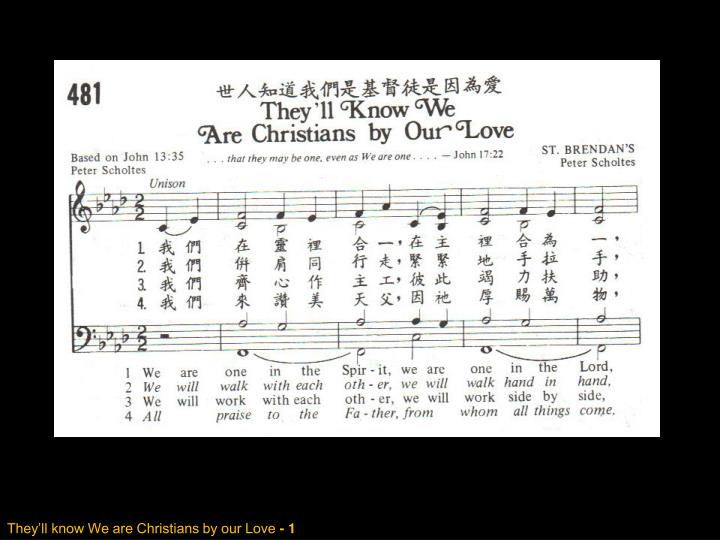 481
世人知道我們是基督徒是因為愛
They'll Know We
Are Christians by Our Love
Based on John 13:35
Peter Scholtes
. . . that they may be one, even as We are one . . . . — John 17:22
ST. BRENDAN'S
Peter Scholtes
Unison
1. 我們 在靈裡 合一，在主 裡合為 一，
2. 我們 併肩同 行走，緊緊 地手拉 手，
3. 我們 齊心作 主工，彼此 竭力扶 助，
4. 我們 來讚美 天父，因祂 厚賜萬 物，
1 We are one in the Spir - it, we are one in the Lord,
2 We will walk with each oth - er, we will walk hand in hand,
3 We will work with each oth - er, we will work side by side,
4 All praise to the Fa - ther, from whom all things come,
They'll know We are Christians by our Love - 1